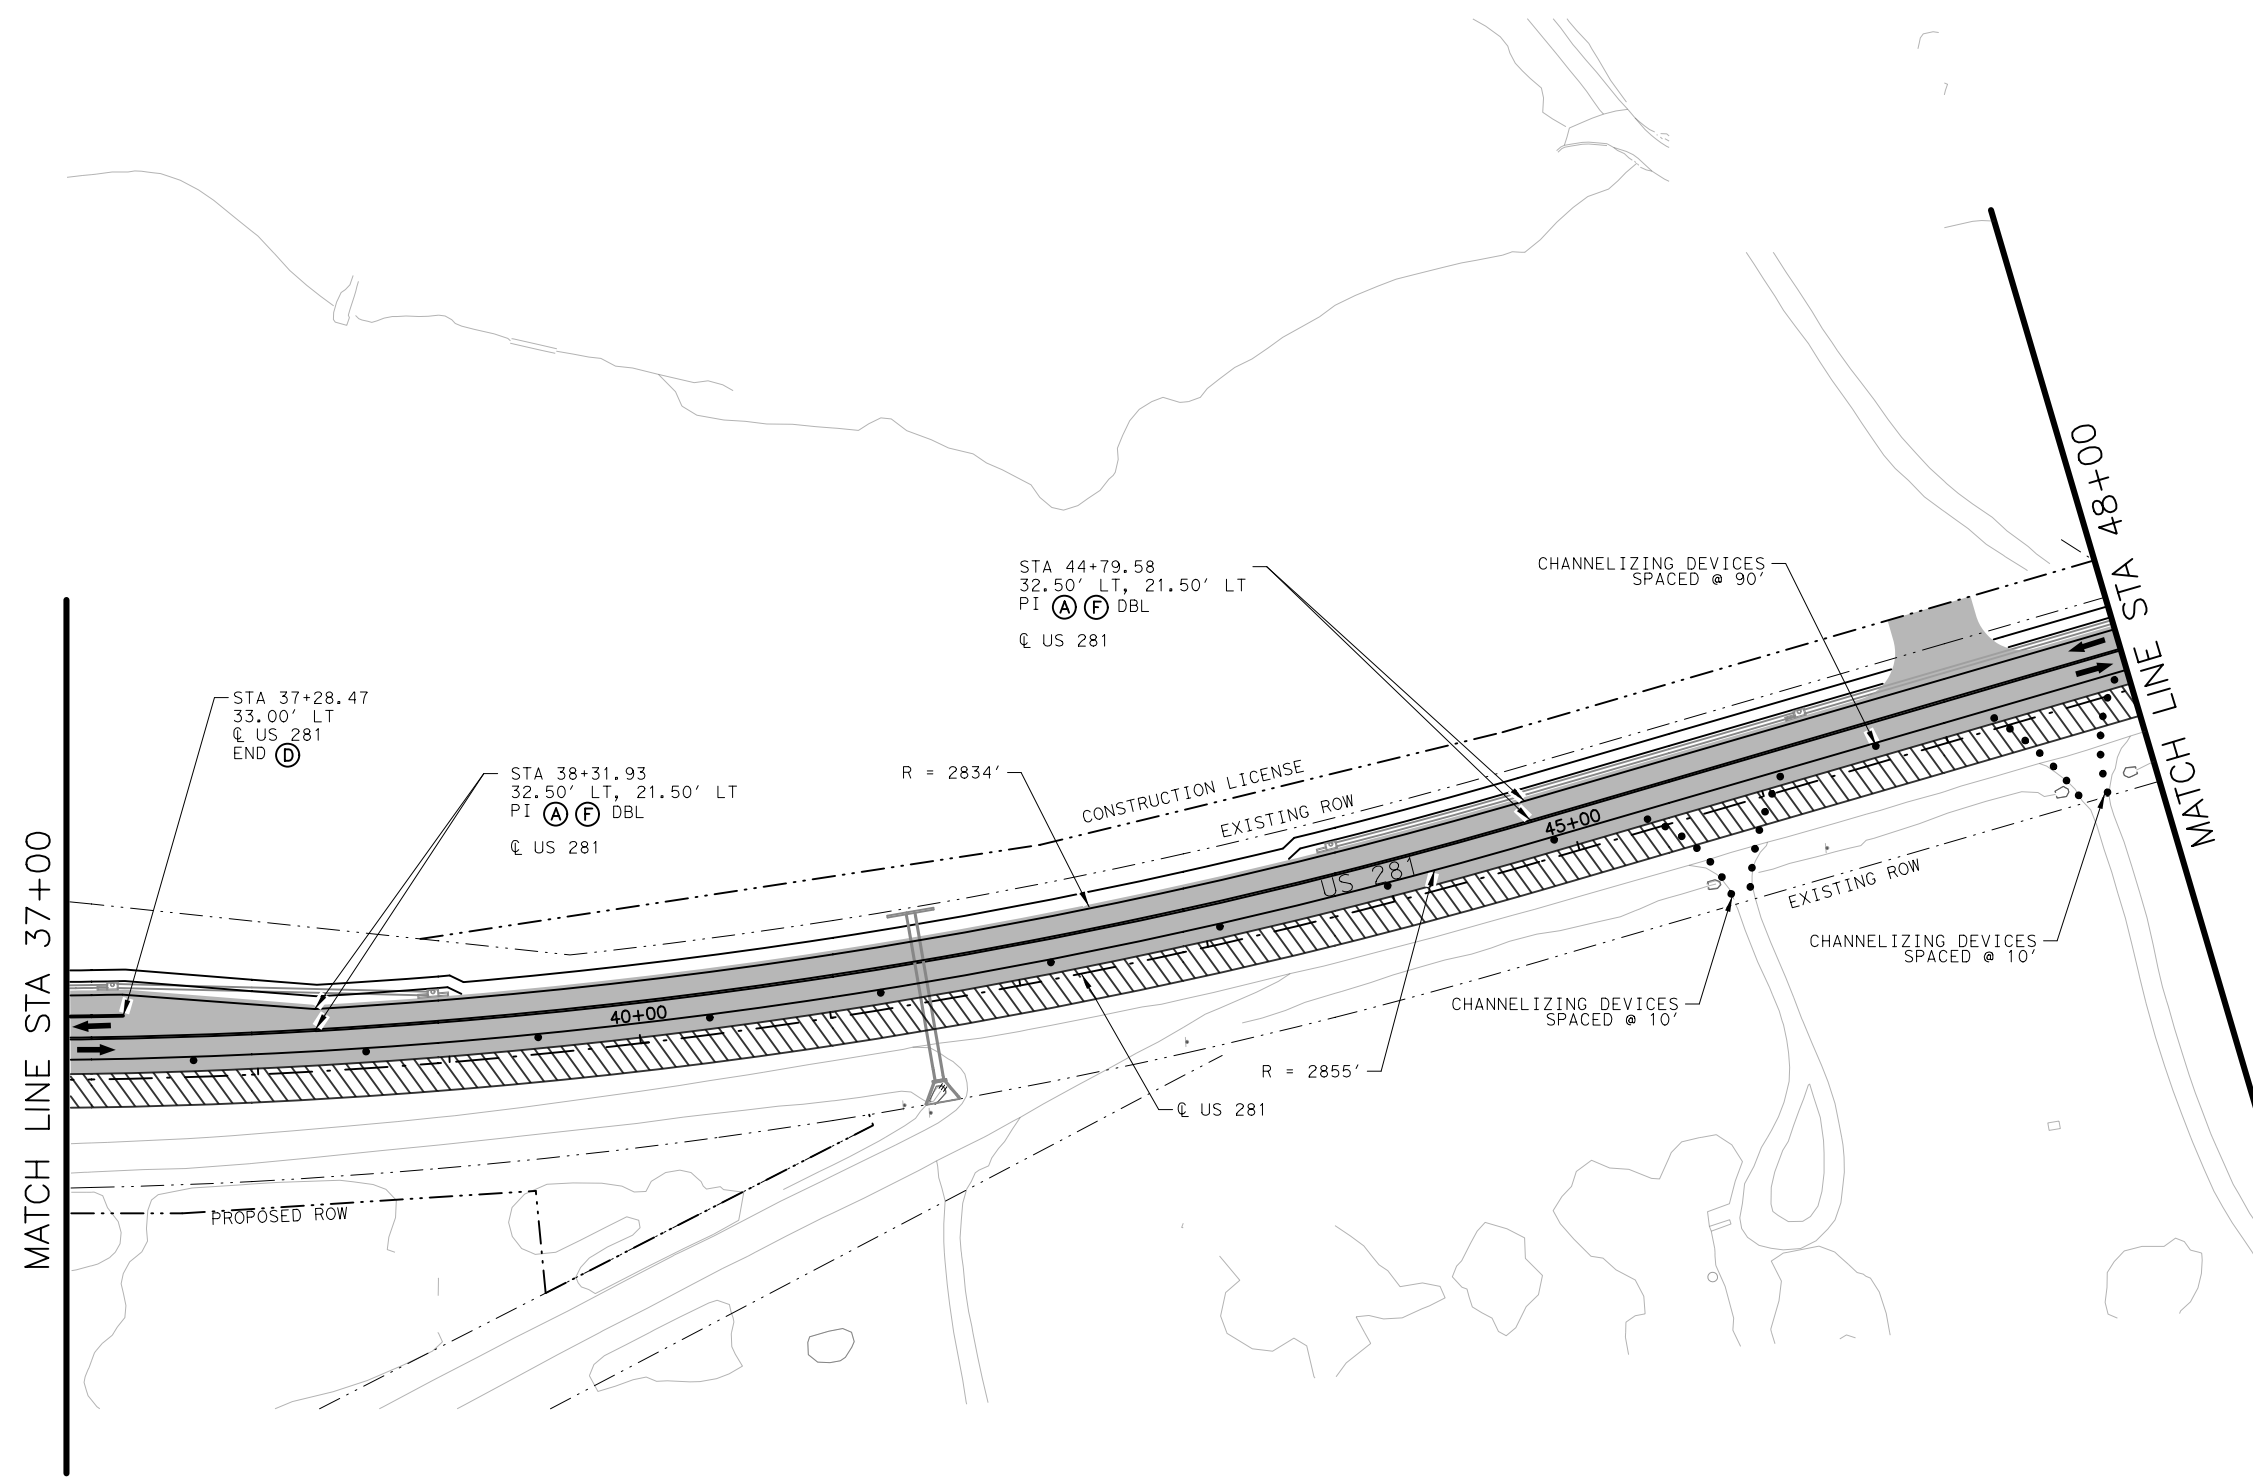 MATCH LINE STA 37+00
STA 37+28.47
33.00' LT
℄ US 281
END D
STA 38+31.93
32.50' LT, 21.50' LT
PI A F DBL
℄ US 281
R = 2834'
STA 44+79.58
32.50' LT, 21.50' LT
PI A F DBL
℄ US 281
CHANNELIZING DEVICES
SPACED @ 90'
MATCH LINE STA 48+00
CONSTRUCTION LICENSE
EXISTING ROW
45+00
US 281
40+00
EXISTING ROW
CHANNELIZING DEVICES
SPACED @ 10'
CHANNELIZING DEVICES
SPACED @ 10'
R = 2855'
℄ US 281
PROPOSED ROW